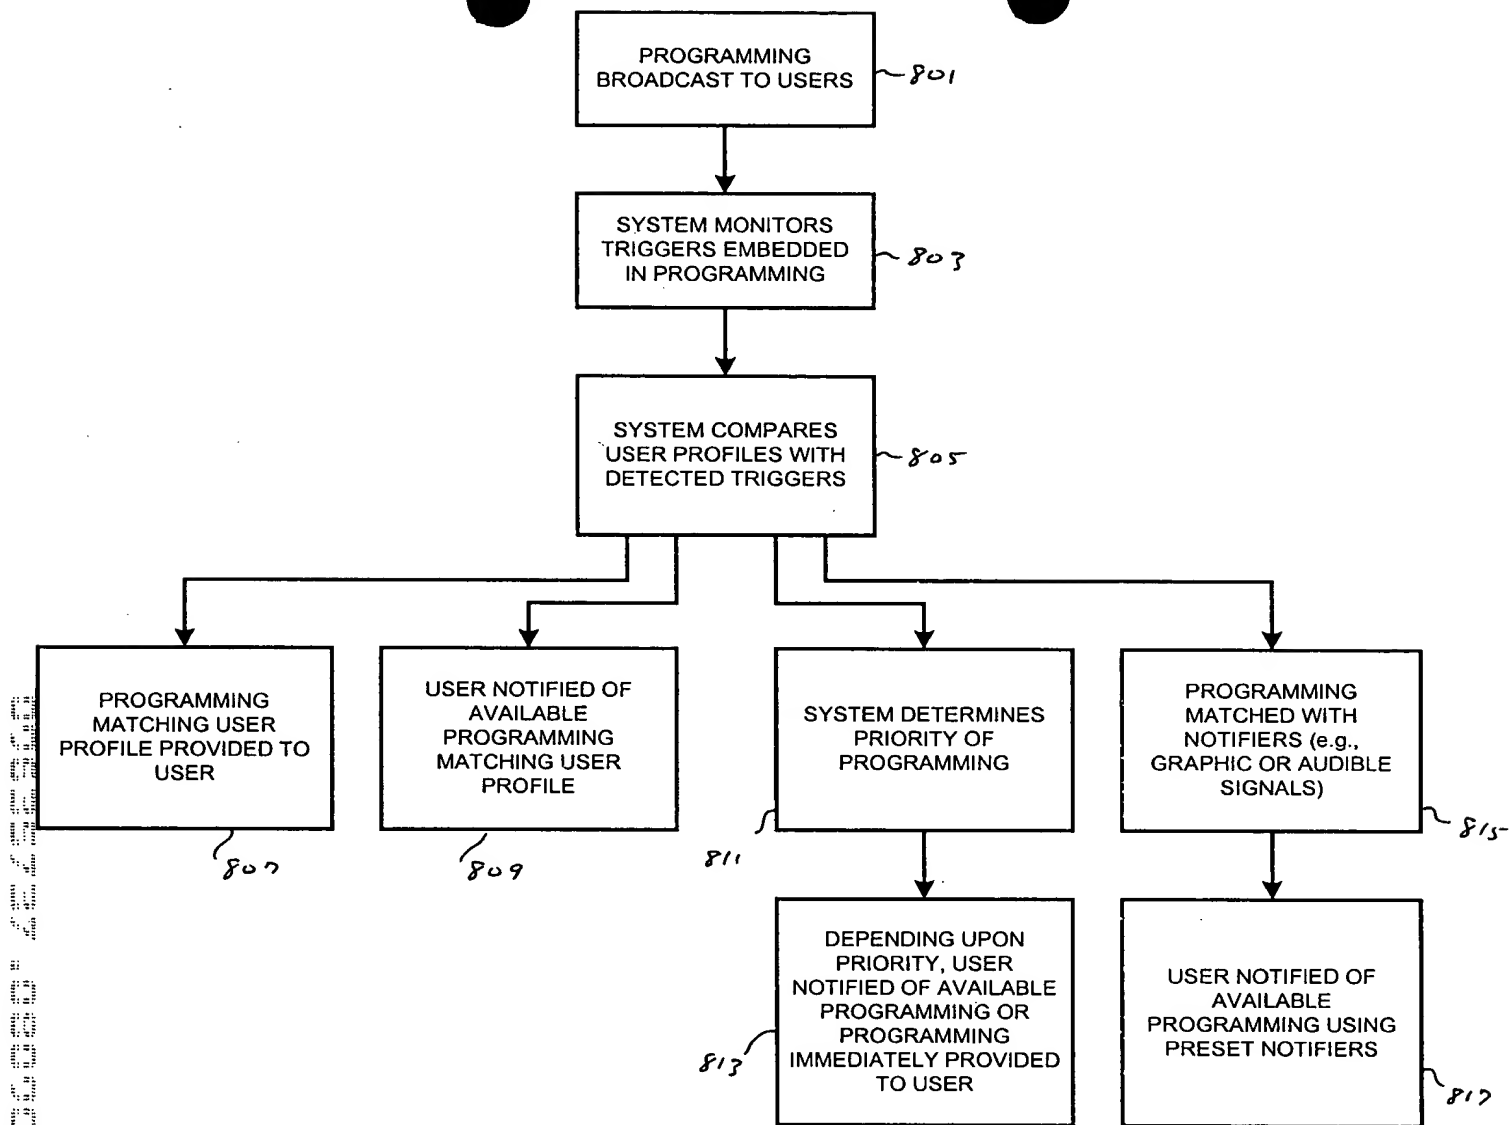 PROGRAMMING
BROADCAST TO USERS
801
SYSTEM MONITORS
TRIGGERS EMBEDDED
IN PROGRAMMING
803
SYSTEM COMPARES
USER PROFILES WITH
DETECTED TRIGGERS
805
PROGRAMMING
MATCHING USER
PROFILE PROVIDED TO
USER
807
USER NOTIFIED OF
AVAILABLE
PROGRAMMING
MATCHING USER
PROFILE
809
SYSTEM DETERMINES
PRIORITY OF
PROGRAMMING
811
PROGRAMMING
MATCHED WITH
NOTIFIERS (e.g.,
GRAPHIC OR AUDIBLE
SIGNALS)
815
DEPENDING UPON
PRIORITY, USER
NOTIFIED OF AVAILABLE
PROGRAMMING OR
PROGRAMMING
IMMEDIATELY PROVIDED
TO USER
813
USER NOTIFIED OF
AVAILABLE
PROGRAMMING USING
PRESET NOTIFIERS
817